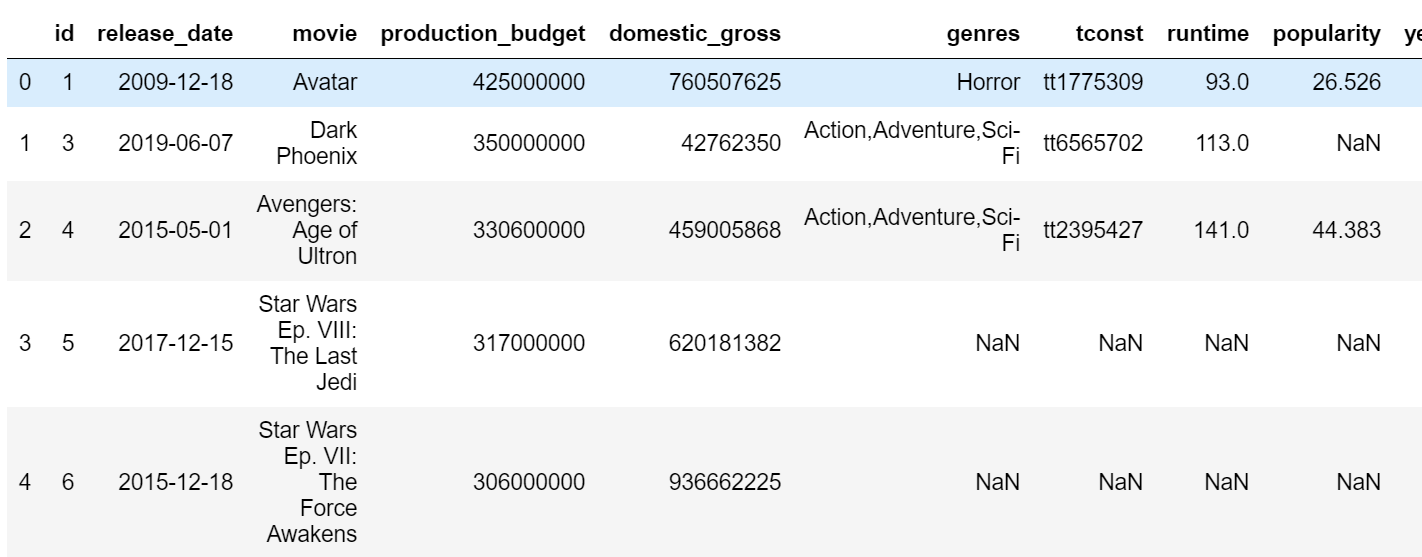 id release_date movie production_budget domestic_gross genres tconst runtime popularity ye
0 1 2009-12-18 Avatar 425000000 760507625 Horror tt1775309 93.0 26.526
1 3 2019-06-07 Dark Phoenix 350000000 42762350 Action,Adventure,Sci-Fi tt6565702 113.0 NaN
2 4 2015-05-01 Avengers: Age of Ultron 330600000 459005868 Action,Adventure,Sci-Fi tt2395427 141.0 44.383
3 5 2017-12-15 Star Wars Ep. VIII: The Last Jedi 317000000 620181382 NaN NaN NaN NaN
4 6 2015-12-18 Star Wars Ep. VII: The Force Awakens 306000000 936662225 NaN NaN NaN NaN